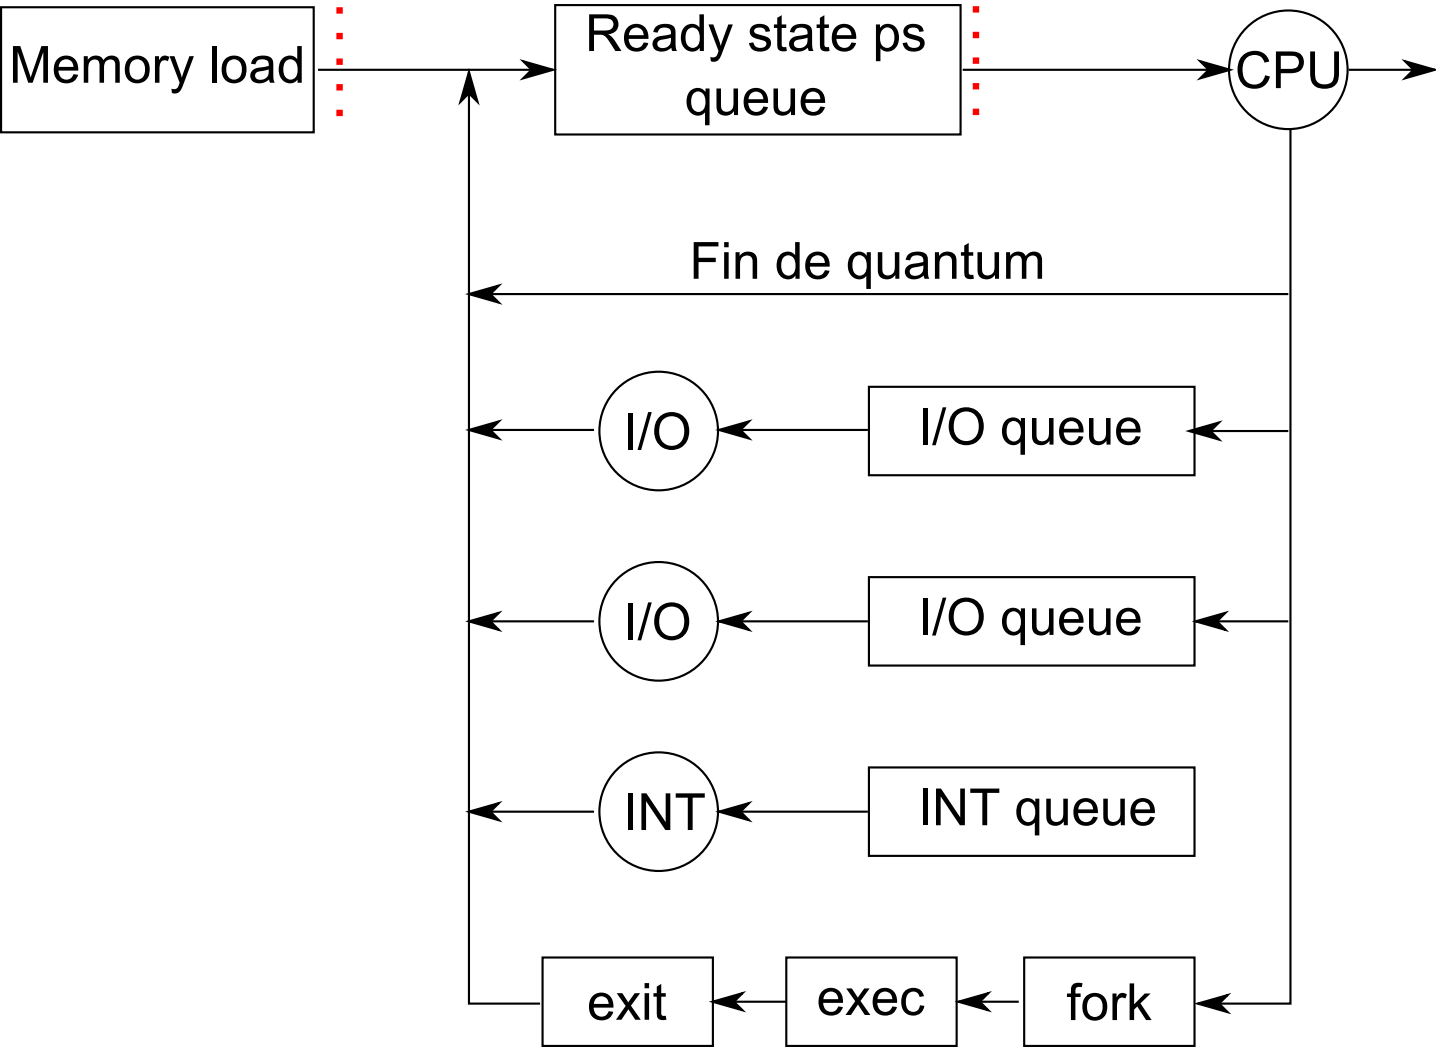 Memory load
Ready state ps
queue
CPU
Fin de quantum
I/O
I/O queue
I/O
I/O queue
INT
INT queue
exit
exec
fork